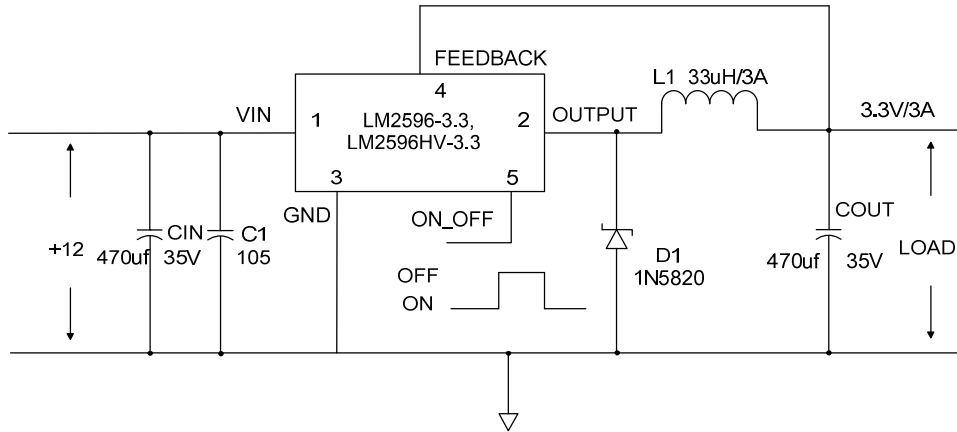 FEEDBACK
4
L1 33uH/3A
VIN
1
LM2596-3.3,
LM2596HV-3.3
2
OUTPUT
3.3V/3A
3
5
GND
ON_OFF
+12
CIN
470uf 35V
C1
105
OFF
ON
D1
1N5820
COUT
470uf 35V
LOAD